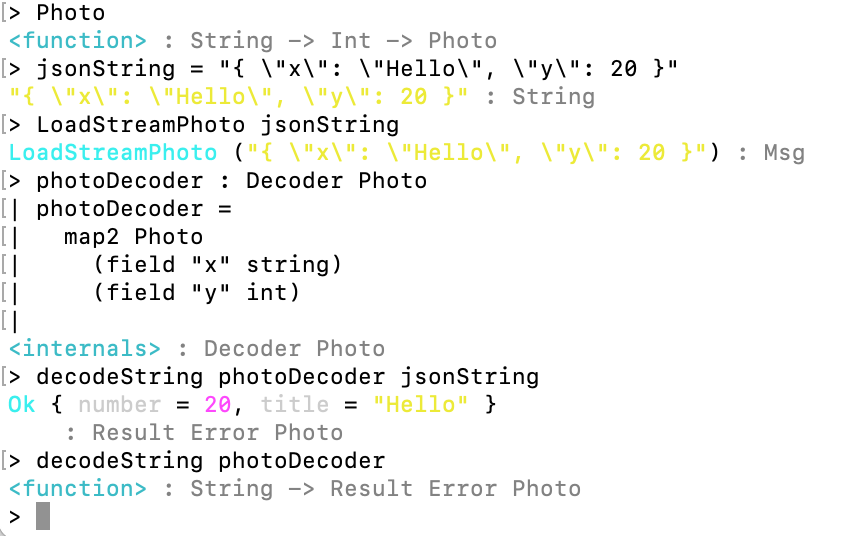 [> Photo
<function> : String -> Int -> Photo
[> jsonString = "{ \"x\": \"Hello\", \"y\": 20 }"
"{ \"x\": \"Hello\", \"y\": 20 }" : String
[> LoadStreamPhoto jsonString
LoadStreamPhoto ("{ \"x\": \"Hello\", \"y\": 20 }") : Msg
[> photoDecoder : Decoder Photo
[| photoDecoder =
[|   map2 Photo
[|     (field "x" string)
[|     (field "y" int)
[|
<internals> : Decoder Photo
[> decodeString photoDecoder jsonString
Ok { number = 20, title = "Hello" }
    : Result Error Photo
[> decodeString photoDecoder
<function> : String -> Result Error Photo
>